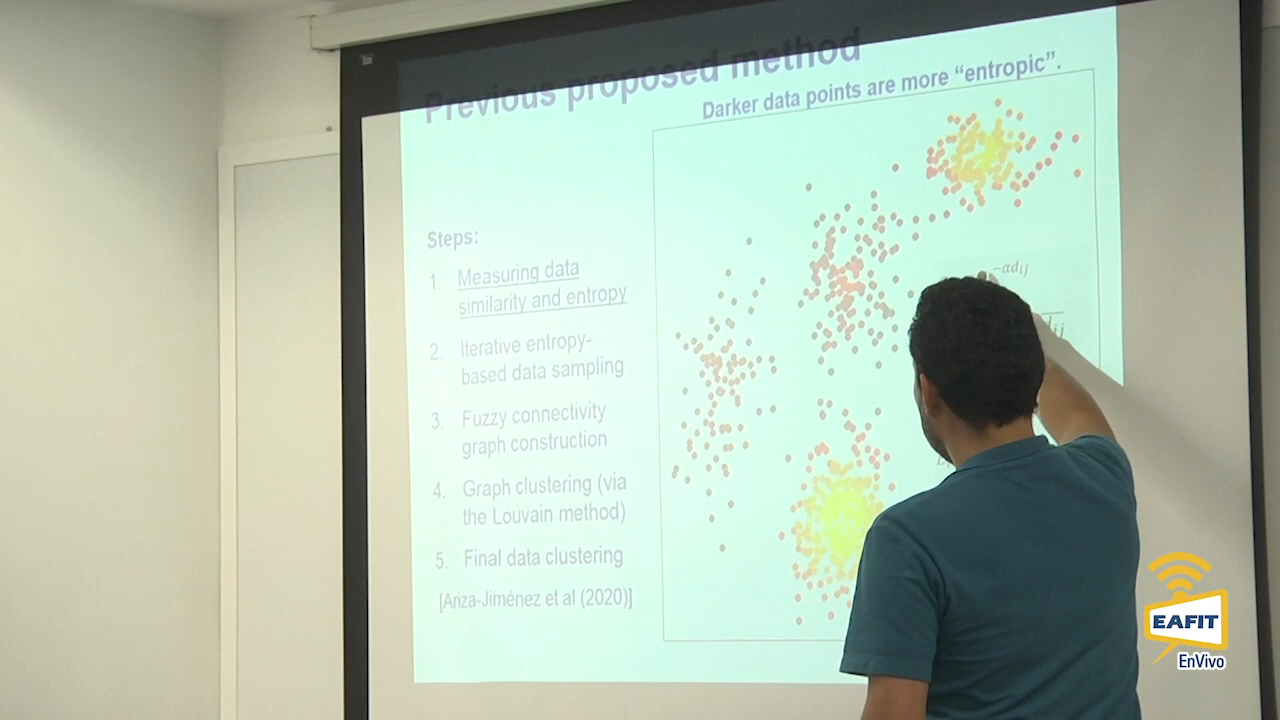 Previous proposed method
Darker data points are more “entropic”.
Steps:
1. Measuring data
similarity and entropy
2. Iterative entropy-
based data sampling
3. Fuzzy connectivity
graph construction
4. Graph clustering (via
the Louvain method)
5. Final data clustering
[Ariza-Jiménez et al (2020)]
-αdij
EAFIT
EnVivo